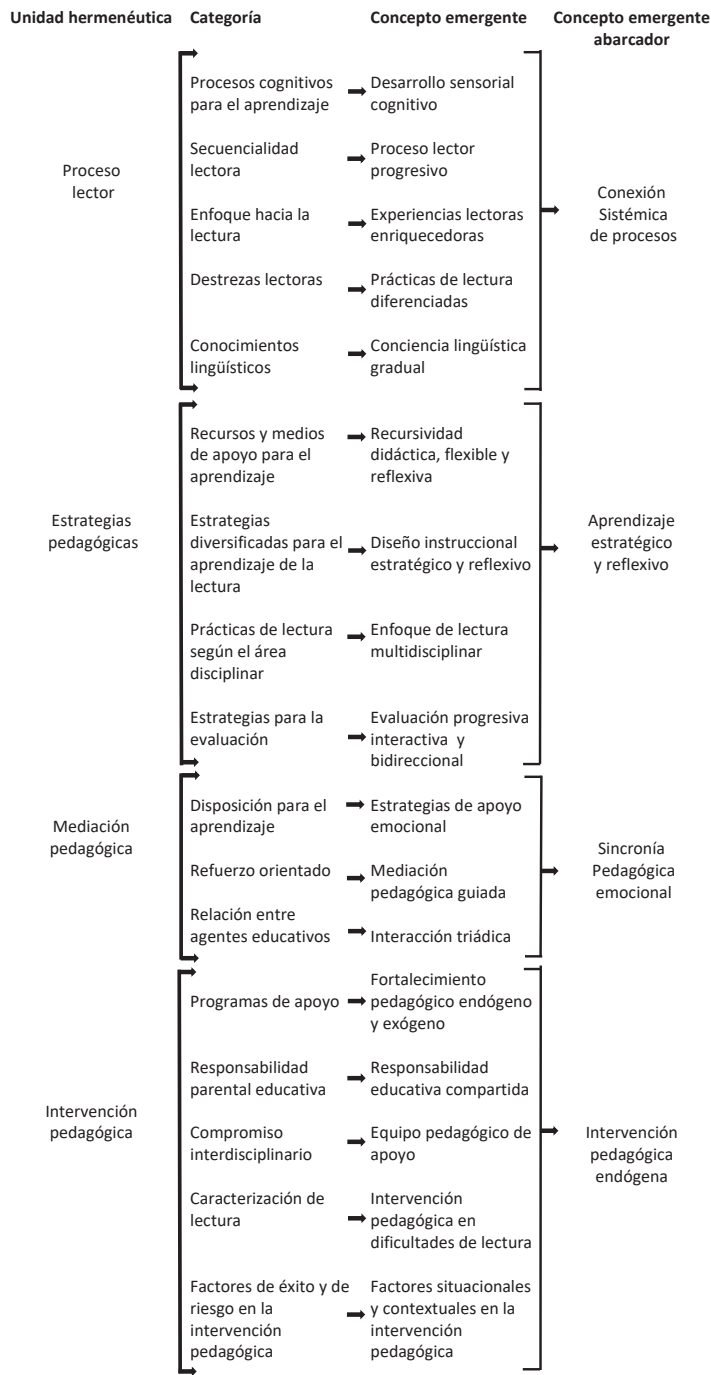 Unidad hermenéutica Categoría Concepto emergente Concepto emergente
abarcador
Proceso
lector
Procesos cognitivos
para el aprendizaje
Desarrollo sensorial
cognitivo
Secuencialidad
lectora
Proceso lector
progresivo
Enfoque hacia la
lectura
Experiencias lectoras
enriquecedoras
Destrezas lectoras
Prácticas de lectura
diferenciadas
Conocimientos
lingüísticos
Conciencia lingüística
gradual
Conexión
Sistémica
de procesos
Estrategias
pedagógicas
Recursos y medios
de apoyo para el
aprendizaje
Recursividad
didáctica, flexible y
reflexiva
Estrategias
diversificadas para el
aprendizaje de la
lectura
Diseño instruccional
estratégico y reflexivo
Prácticas de lectura
según el área
disciplinar
Enfoque de lectura
multidisciplinar
Estrategias para la
evaluación
Evaluación progresiva
interactiva y
bidireccional
Aprendizaje
estratégico
y reflexivo
Mediación
pedagógica
Disposición para el
aprendizaje
Estrategias de apoyo
emocional
Refuerzo orientado
Mediación
pedagógica guiada
Relación entre
agentes educativos
Interacción triádica
Sincronía
Pedagógica
emocional
Intervención
pedagógica
Programas de apoyo
Fortalecimiento
pedagógico endógeno
y exógeno
Responsabilidad
parental educativa
Responsabilidad
educativa compartida
Compromiso
interdisciplinario
Equipo pedagógico de
apoyo
Caracterización de
lectura
Intervención
pedagógica en
dificultades de lectura
Factores de éxito y de
riesgo en la
intervención
pedagógica
Factores situacionales
y contextuales en la
intervención
pedagógica
Intervención
pedagógica
endógena